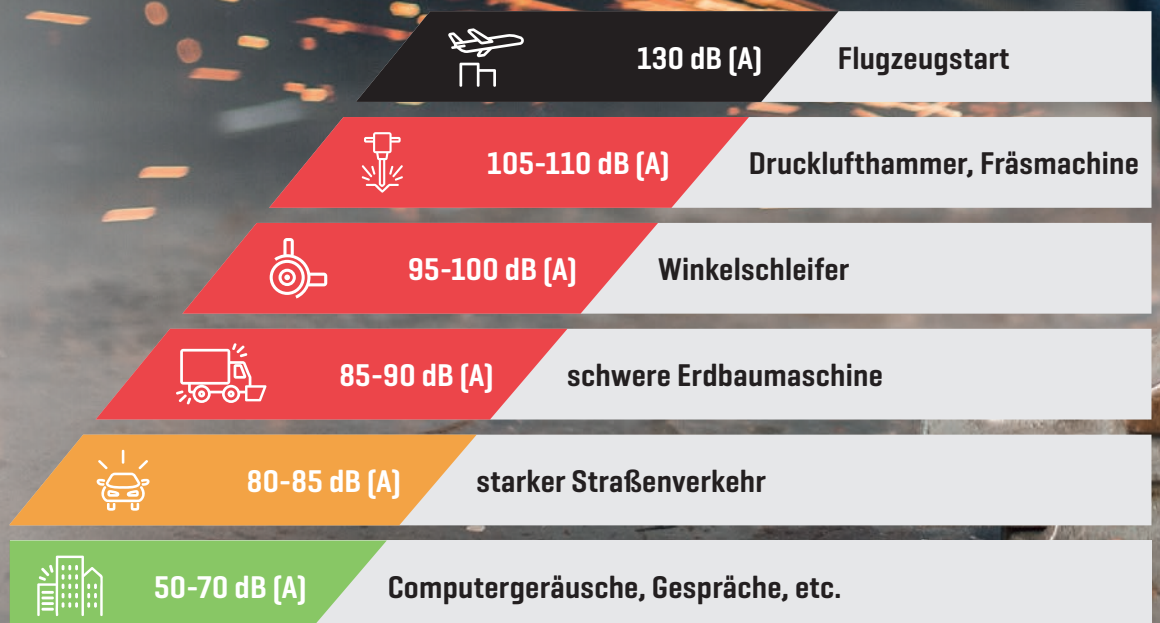 130 dB (A) Flugzeugstart
105-110 dB (A) Drucklufthammer, Fräsmachine
95-100 dB (A) Winkelschleifer
85-90 dB (A) schwere Erdbaumaschine
80-85 dB (A) starker Straßenverkehr
50-70 dB (A) Computergeräusche, Gespräche, etc.